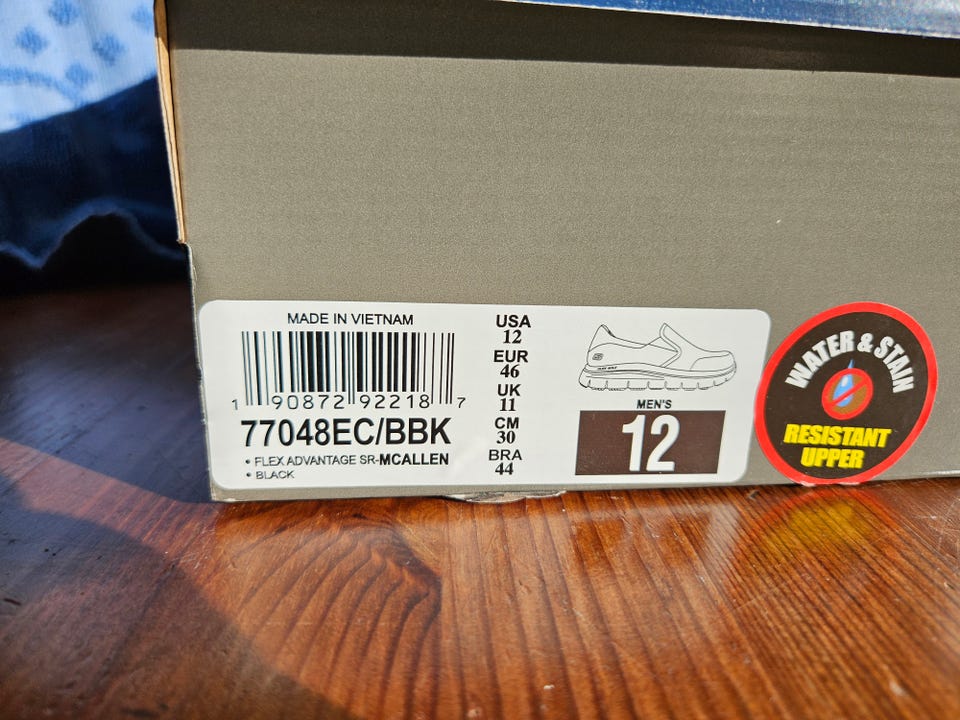 MADE IN VIETNAM
1 90872 92218 7
77048EC/BBK
• FLEX ADVANTAGE SR-MCALLEN
• BLACK
USA
12
EUR
46
UK
11
CM
30
BRA
44
MEN'S
12
WATER & STAIN
RESISTANT
UPPER